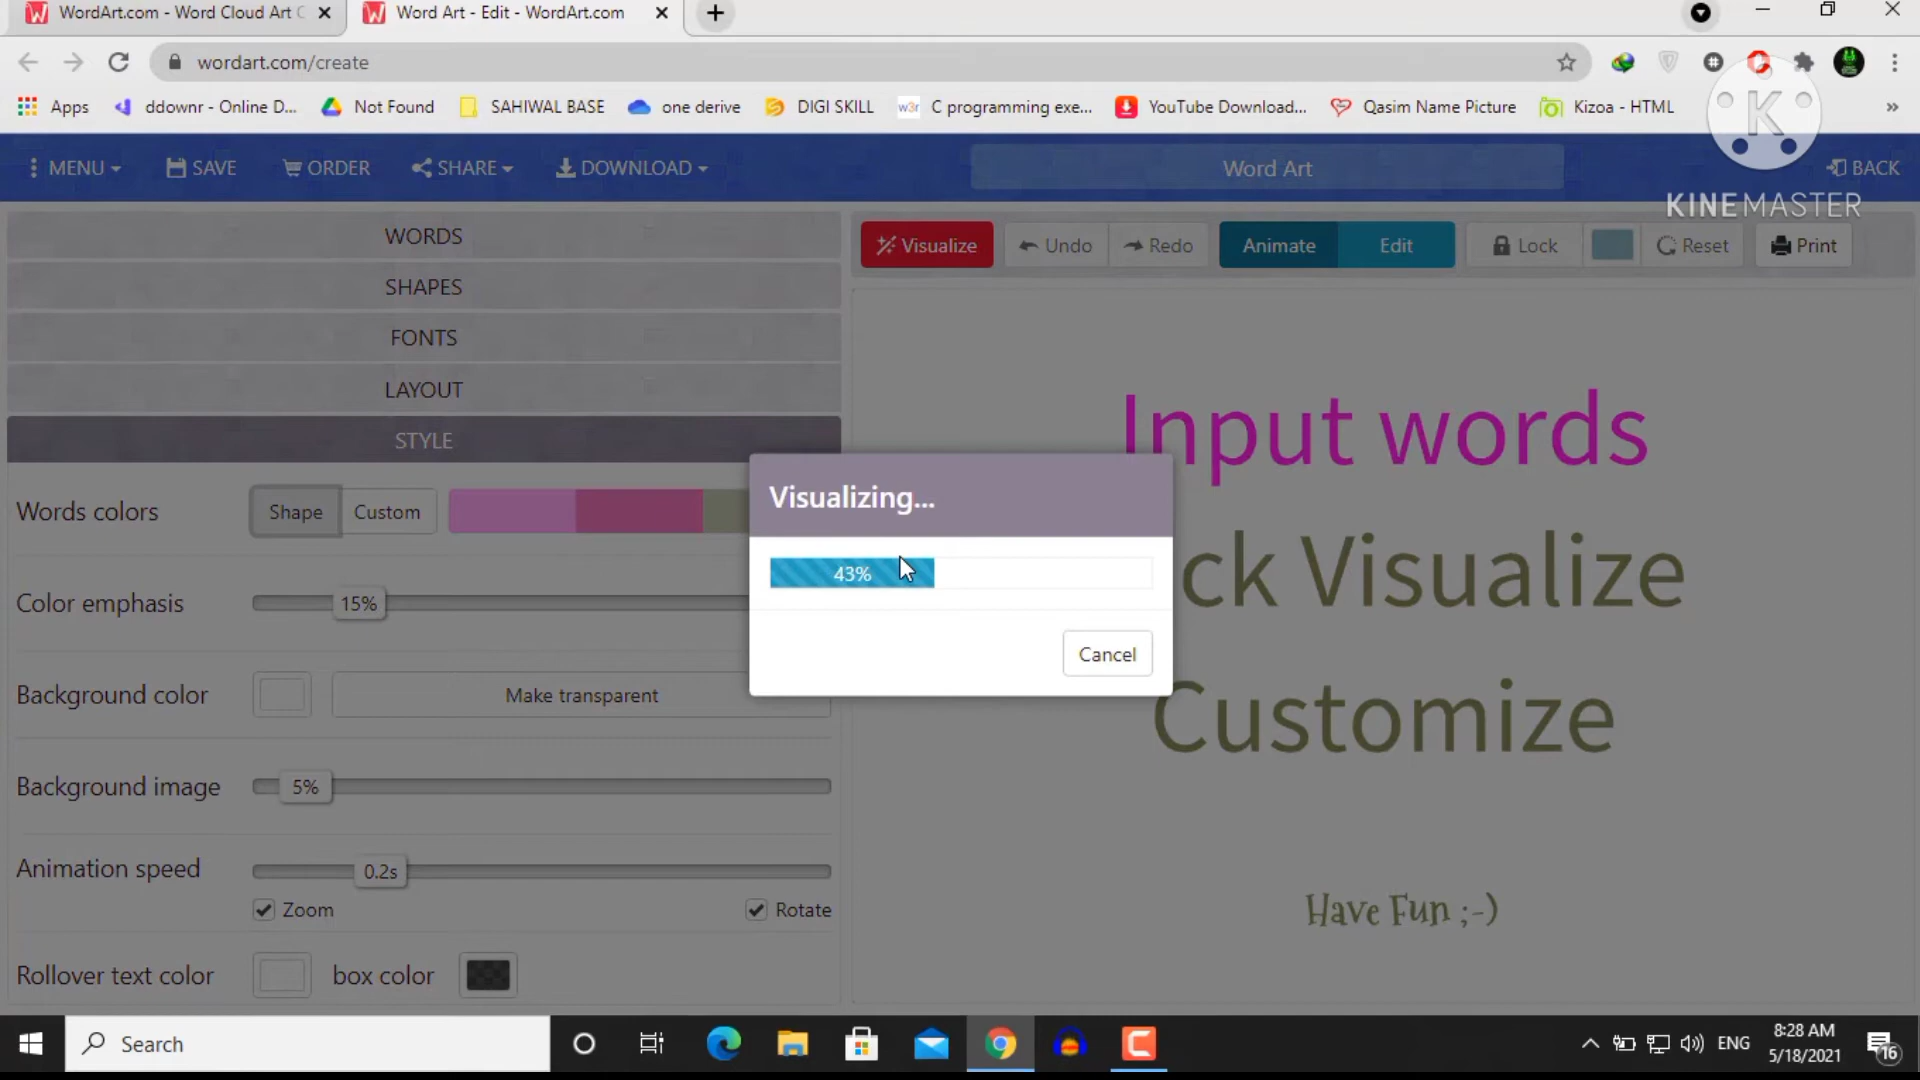 WordArt.com - Word Cloud Art C
Word Art - Edit - WordArt.com
wordart.com/create
Apps
ddownr - Online D...
Not Found
SAHIWAL BASE
one derive
DIGI SKILL
w3r
C programming exe...
YouTube Download...
Qasim Name Picture
Kizoa - HTML
»
K
KINEMASTER
MENU
SAVE
ORDER
SHARE
DOWNLOAD
Word Art
BACK
WORDS
SHAPES
FONTS
LAYOUT
STYLE
Visualize
Undo
Redo
Animate
Edit
Lock
Reset
Print
Words colors
Shape
Custom
Color emphasis
15%
Background color
Make transparent
Background image
5%
Animation speed
0.2s
Zoom
Rotate
Rollover text color
box color
Visualizing...
43%
Cancel
Input words
ck Visualize
Customize
Have Fun ;-)
Search
ENG
8:28 AM
5/18/2021
16